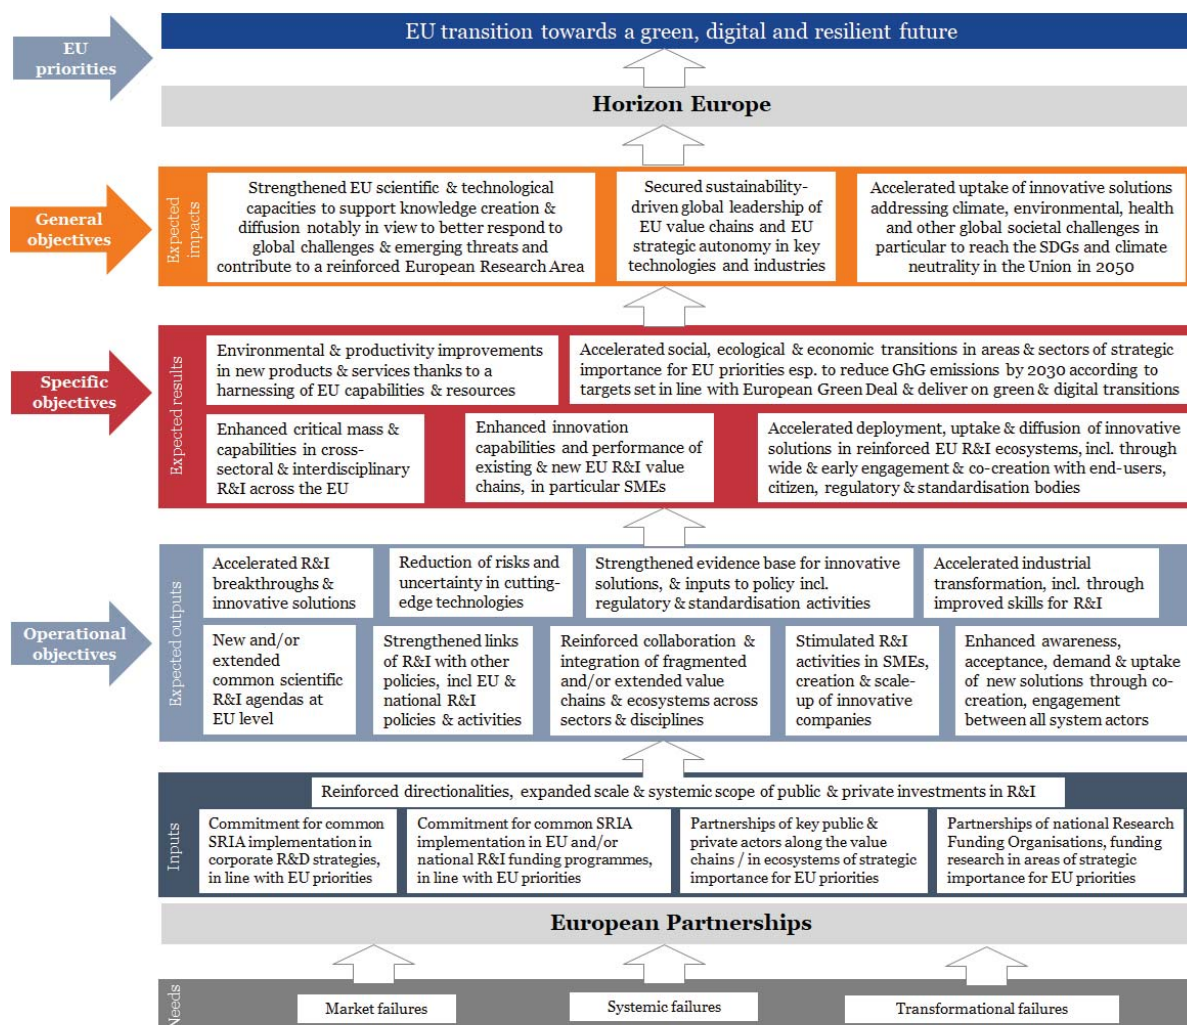 EU transition towards a green, digital and resilient future
EU
priorities
Horizon Europe
General
objectives
Expected
impacts
Strengthened EU scientific & technological
capacities to support knowledge creation &
diffusion notably in view to better respond to
global challenges & emerging threats and
contribute to a reinforced European Research Area
Secured sustainability-
driven global leadership of
EU value chains and EU
strategic autonomy in key
technologies and industries
Accelerated uptake of innovative solutions
addressing climate, environmental, health
and other global societal challenges in
particular to reach the SDGs and climate
neutrality in the Union in 2050
Specific
objectives
Expected results
Environmental & productivity improvements
in new products & services thanks to a
harnessing of EU capabilities & resources
Accelerated social, ecological & economic transitions in areas & sectors of strategic
importance for EU priorities esp. to reduce GhG emissions by 2030 according to
targets set in line with European Green Deal & deliver on green & digital transitions
Enhanced critical mass &
capabilities in cross-
sectoral & interdisciplinary
R&I across the EU
Enhanced innovation
capabilities and performance of
existing & new EU R&I value
chains, in particular SMEs
Accelerated deployment, uptake & diffusion of innovative
solutions in reinforced EU R&I ecosystems, incl. through
wide & early engagement & co-creation with end-users,
citizen, regulatory & standardisation bodies
Operational
objectives
Expected outputs
Accelerated R&I
breakthroughs &
innovative solutions
Reduction of risks and
uncertainty in cutting-
edge technologies
Strengthened evidence base for innovative
solutions, & inputs to policy incl.
regulatory & standardisation activities
Accelerated industrial
transformation, incl. through
improved skills for R&I
New and/or
extended
common scientific
R&I agendas at
EU level
Strengthened links
of R&I with other
policies, incl EU &
national R&I
policies & activities
Reinforced collaboration &
integration of fragmented
and/or extended value
chains & ecosystems across
sectors & disciplines
Stimulated R&I
activities in SMEs,
creation & scale-
up of innovative
companies
Enhanced awareness,
acceptance, demand & uptake
of new solutions through co-
creation, engagement
between all system actors
Inputs
Reinforced directionalities, expanded scale & systemic scope of public & private investments in R&I
Commitment for common
SRIA implementation in
corporate R&D strategies,
in line with EU priorities
Commitment for common SRIA
implementation in EU and/or
national R&I funding programmes,
in line with EU priorities
Partnerships of key public &
private actors along the value
chains / in ecosystems of strategic
importance for EU priorities
Partnerships of national Research
Funding Organisations, funding
research in areas of strategic
importance for EU priorities
European Partnerships
Needs
Market failures
Systemic failures
Transformational failures